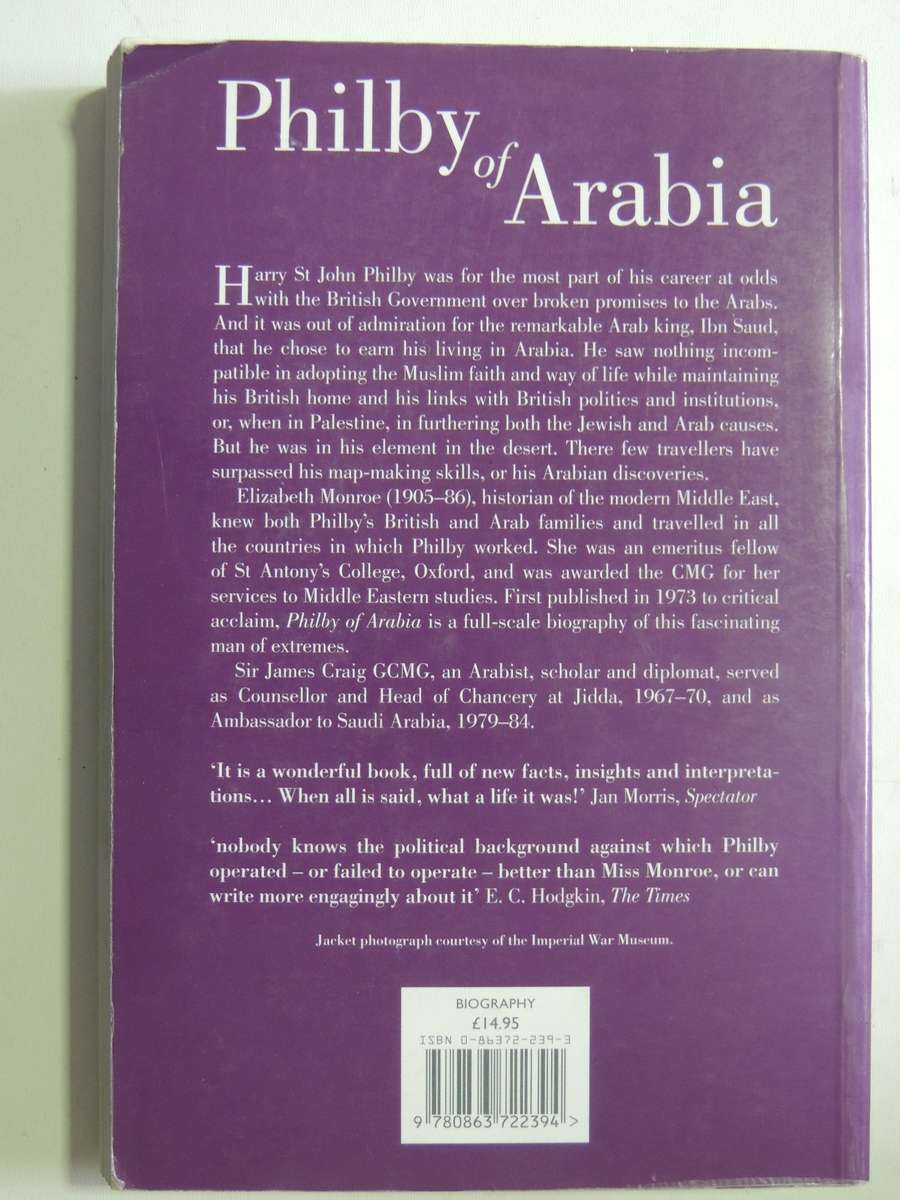 Philby
of
Arabia
Harry St John Philby was for the most part of his career at odds
with the British Government over broken promises to the Arabs.
And it was out of admiration for the remarkable Arab king, Ibn Saud,
that he chose to earn his living in Arabia. He saw nothing incom-
patible in adopting the Muslim faith and way of life while maintaining
his British home and his links with British politics and institutions,
or, when in Palestine, in furthering both the Jewish and Arab causes.
But he was in his element in the desert. There few travellers have
surpassed his map-making skills, or his Arabian discoveries.
Elizabeth Monroe (1905–86), historian of the modern Middle East,
knew both Philby's British and Arab families and travelled in all
the countries in which Philby worked. She was an emeritus fellow
of St Antony's College, Oxford, and was awarded the CMG for her
services to Middle Eastern studies. First published in 1973 to critical
acclaim, Philby of Arabia is a full-scale biography of this fascinating
man of extremes.
Sir James Craig GCMG, an Arabist, scholar and diplomat, served
as Counsellor and Head of Chancery at Jidda, 1967–70, and as
Ambassador to Saudi Arabia, 1979–84.
'It is a wonderful book, full of new facts, insights and interpreta-
tions... When all is said, what a life it was!' Jan Morris, Spectator
'nobody knows the political background against which Philby
operated – or failed to operate – better than Miss Monroe, or can
write more engagingly about it' E. C. Hodgkin, The Times
Jacket photograph courtesy of the Imperial War Museum.
BIOGRAPHY
£14.95
ISBN 0-86372-239-3
9 780863 722394 >